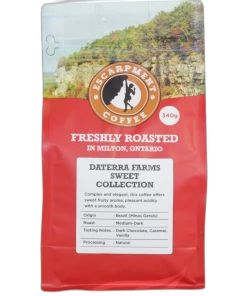 ESCARPMENT
COFFEE
340g
FRESHLY ROASTED
IN MILTON, ONTARIO
DATERRA FARMS
SWEET
COLLECTION
Complex and elegant, this coffee offers
sweet fruity aroma, pleasant acidity
with a smooth body.
Origin Brazil (Minas Gerais)
Roast Medium-Dark
Tasting Notes Dark Chocolate, Caramel,
Vanilla
Processing Natural